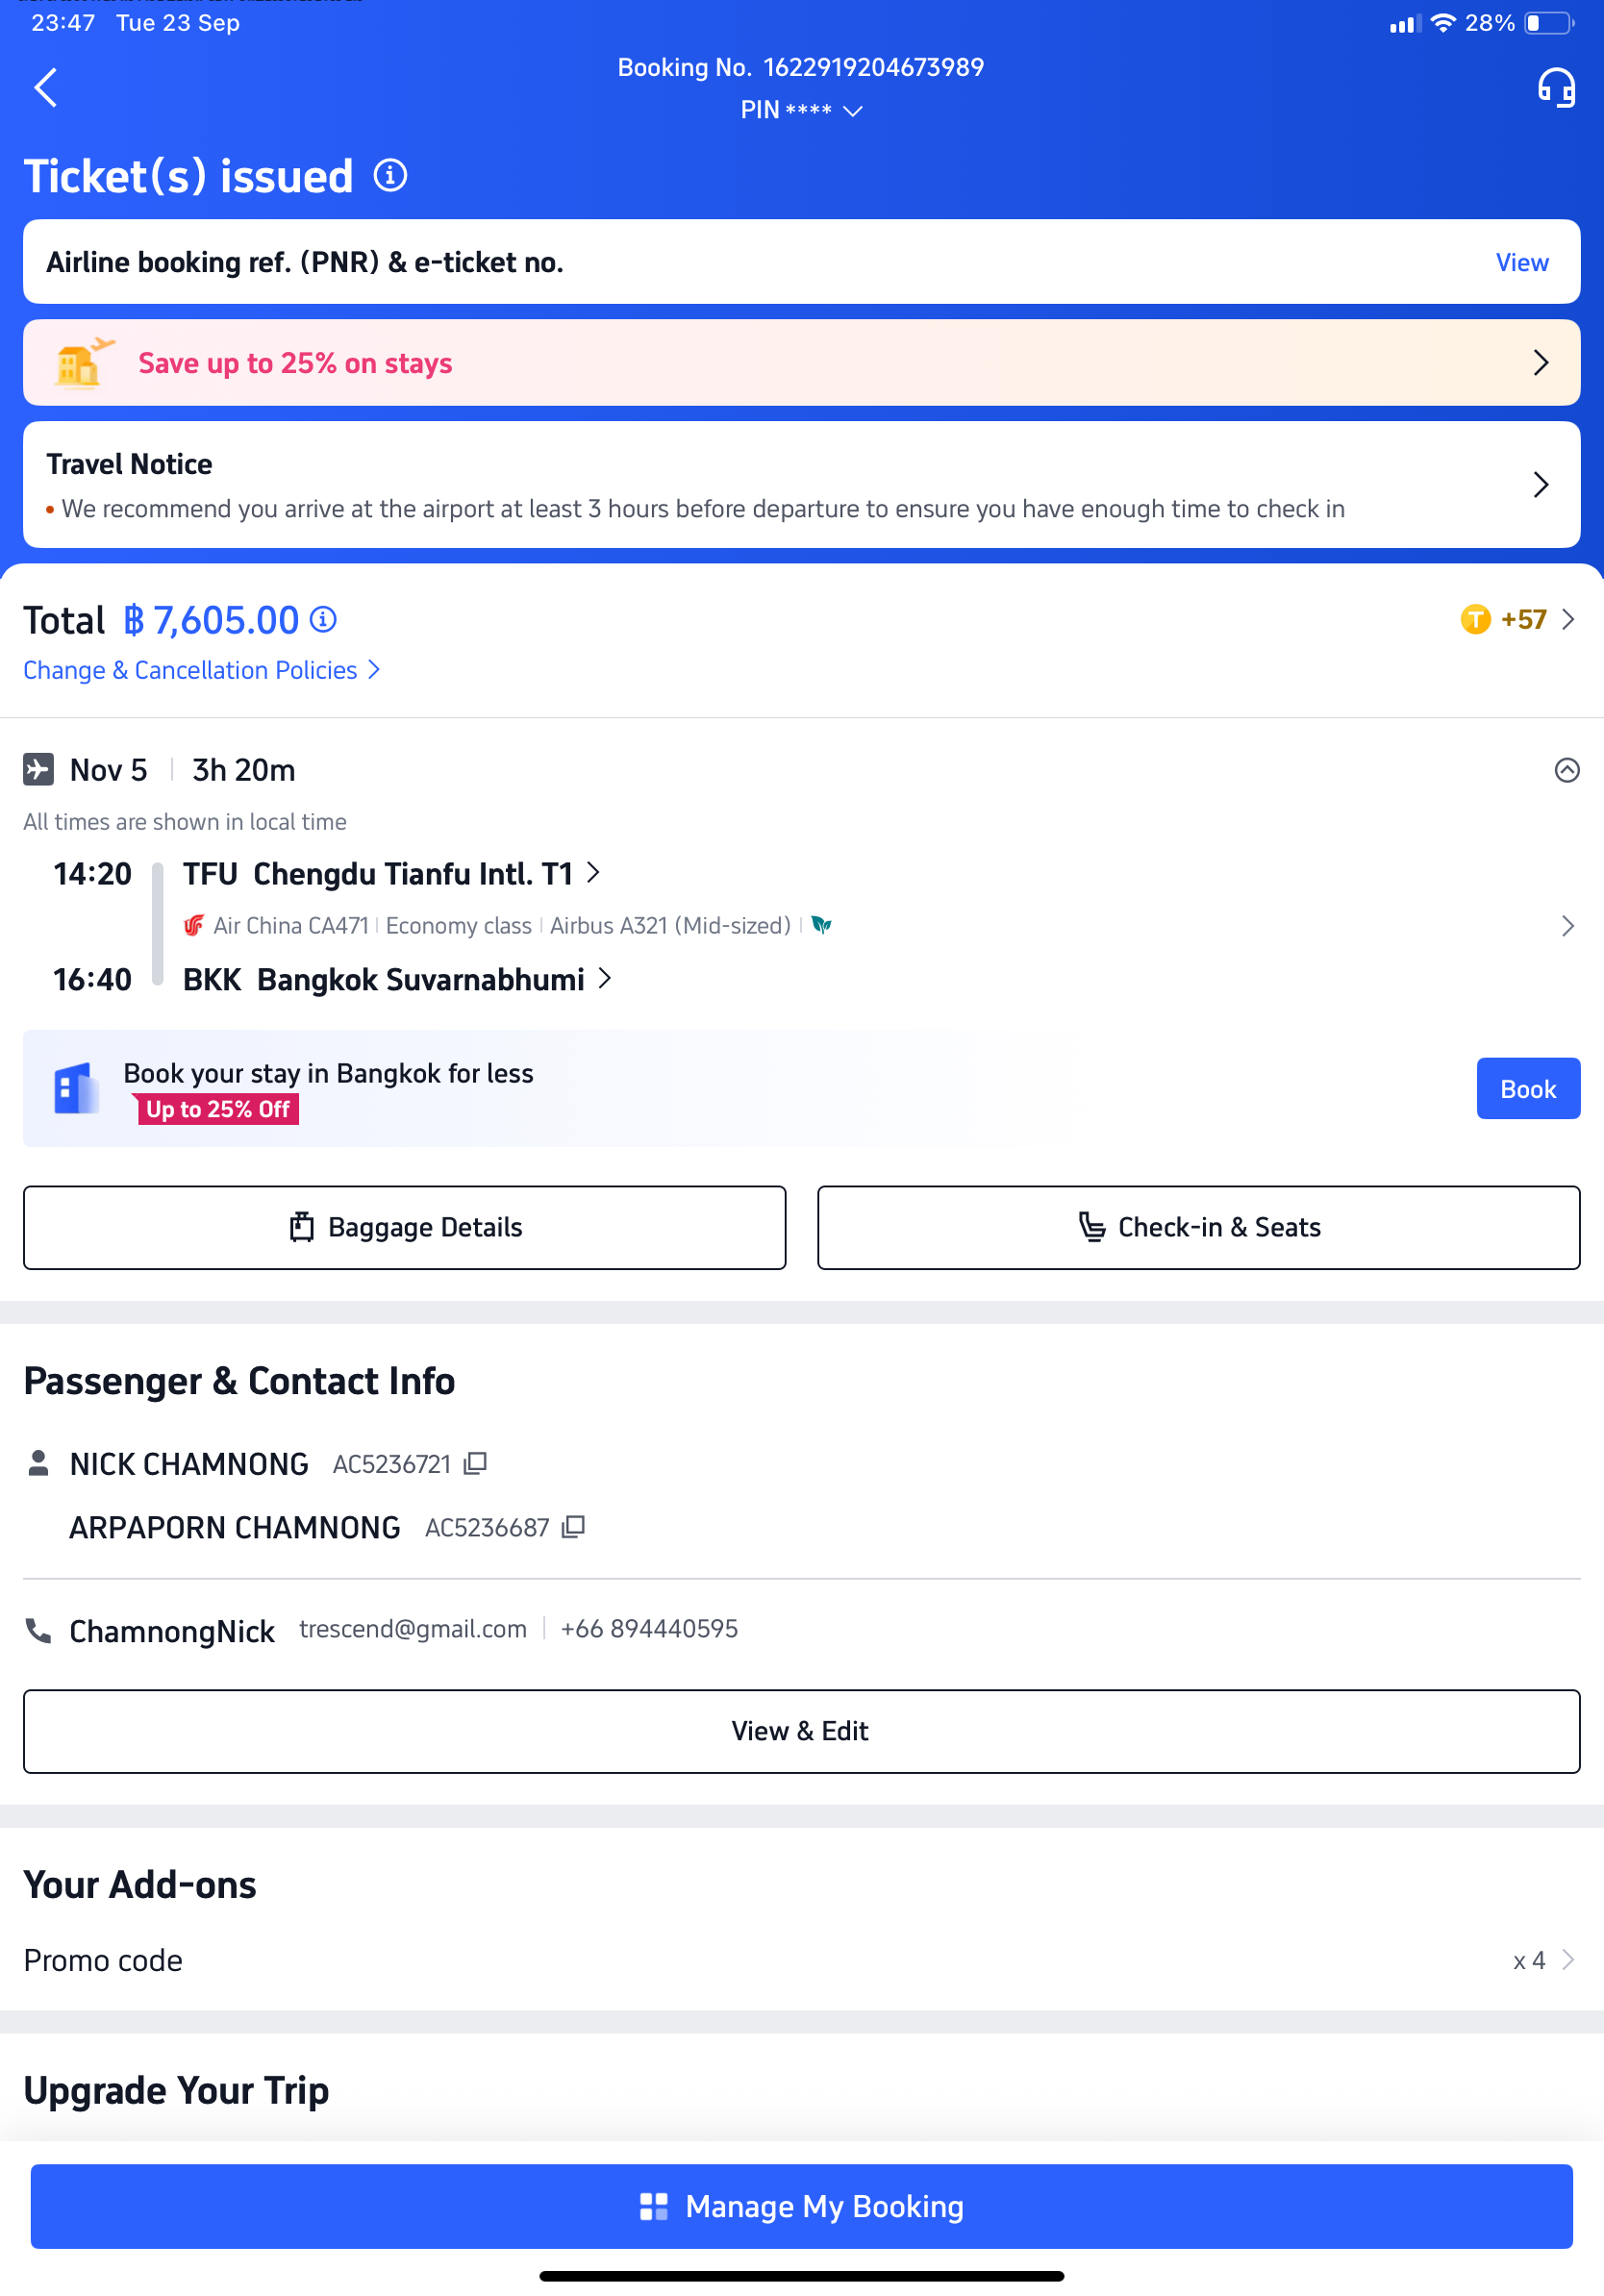 23:47 Tue 23 Sep 28%
Booking No. 1622919204673989
PIN ****
Ticket(s) issued
Airline booking ref. (PNR) & e-ticket no. View
Save up to 25% on stays
Travel Notice
• We recommend you arrive at the airport at least 3 hours before departure to ensure you have enough time to check in
Total ฿ 7,605.00 T +57
Change & Cancellation Policies
Nov 5 3h 20m
All times are shown in local time
14:20 TFU Chengdu Tianfu Intl. T1
Air China CA471 | Economy class | Airbus A321 (Mid-sized) |
16:40 BKK Bangkok Suvarnabhumi
Book your stay in Bangkok for less
Up to 25% Off
Book
Baggage Details Check-in & Seats
Passenger & Contact Info
NICK CHAMNONG AC5236721
ARPAPORN CHAMNONG AC5236687
ChamnongNick trescend@gmail.com | +66 894440595
View & Edit
Your Add-ons
Promo code x 4
Upgrade Your Trip
Manage My Booking